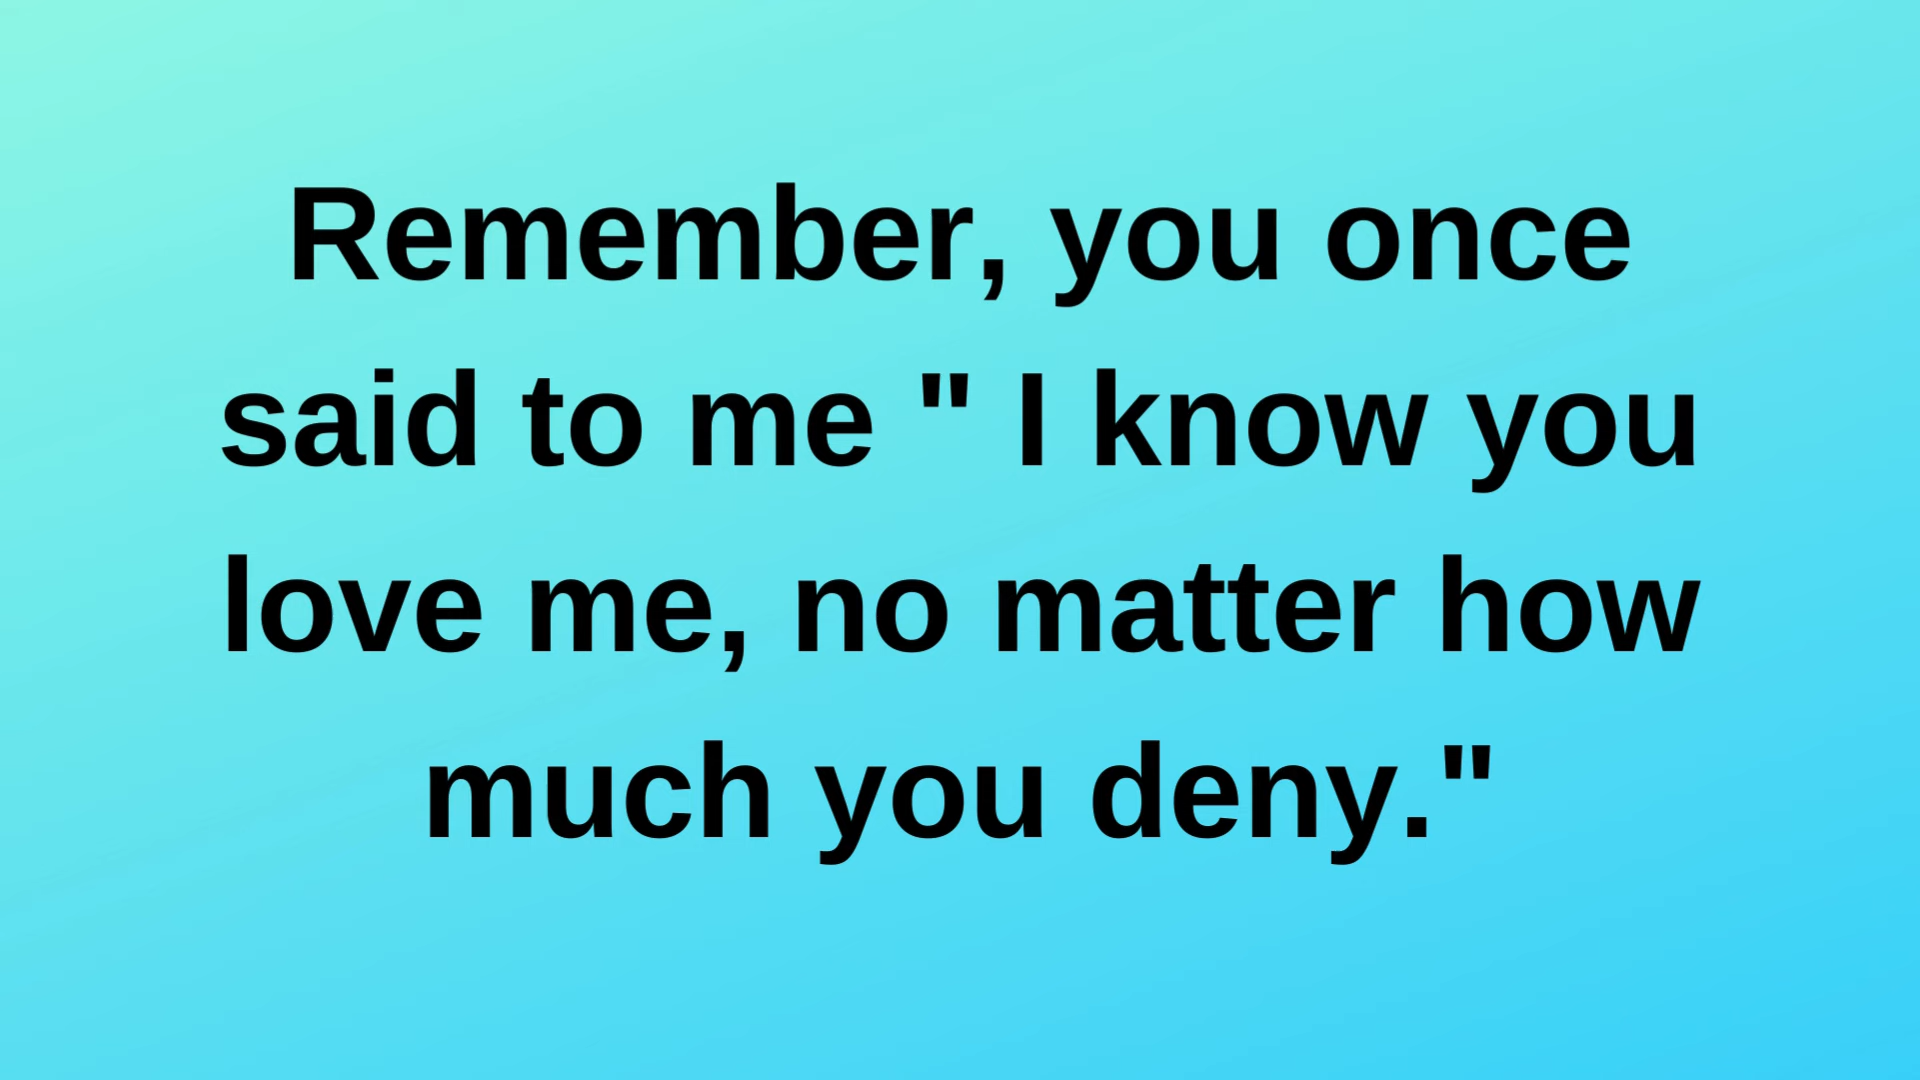 Remember, you once
said to me " I know you
love me, no matter how
much you deny."